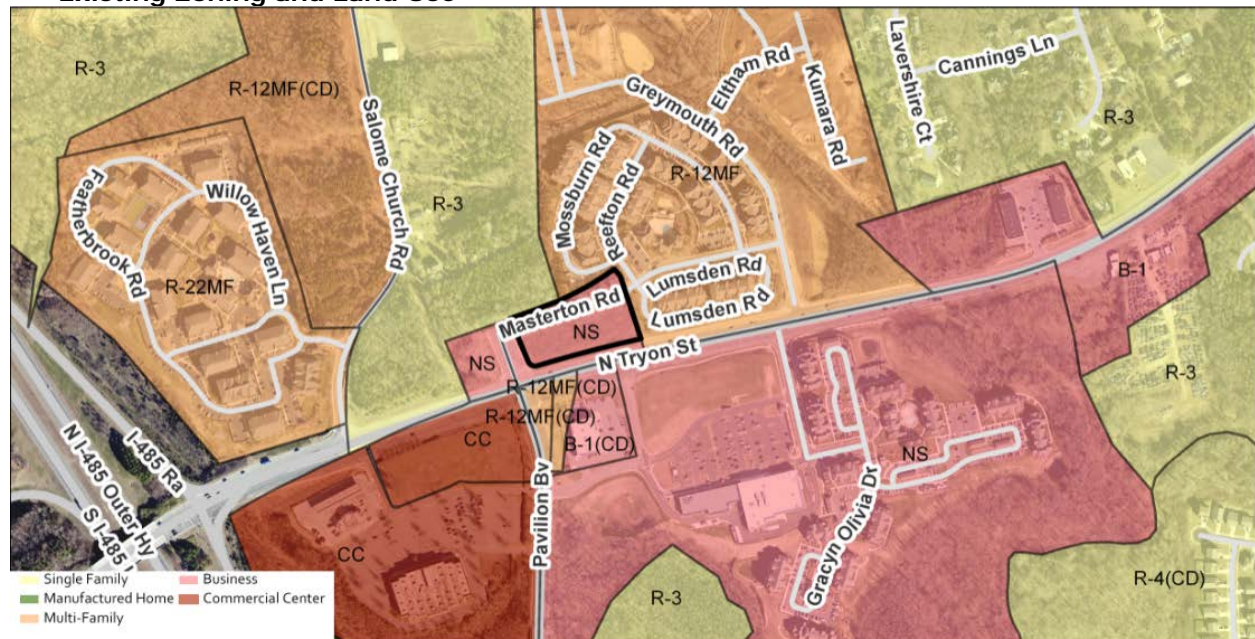 Existing Zoning and Land Use
R-3
R-12MF(CD)
Salome Church Rd
R-3
Featherbrook Rd
Willow Haven Ln
R-22MF
Eltham Rd
Greymouth Rd
Kumara Rd
Mossburn Rd
Reefton Rd
R-12MF
Lavershire Ct
Cannings Ln
R-3
Lumsden Rd
Lumsden Rd
Masterton Rd
NS
NS
N Tryon St
B-1
R-3
R-12MF(CD)
R-12MF(CD)
B-1(CD)
CC
CC
Pavilion Bv
NS
Gracyn Olivia Dr
R-3
R-4(CD)
I-485 Ra
N I-485 Outer Hy
S I-485 I
Single Family
Manufactured Home
Multi-Family
Business
Commercial Center